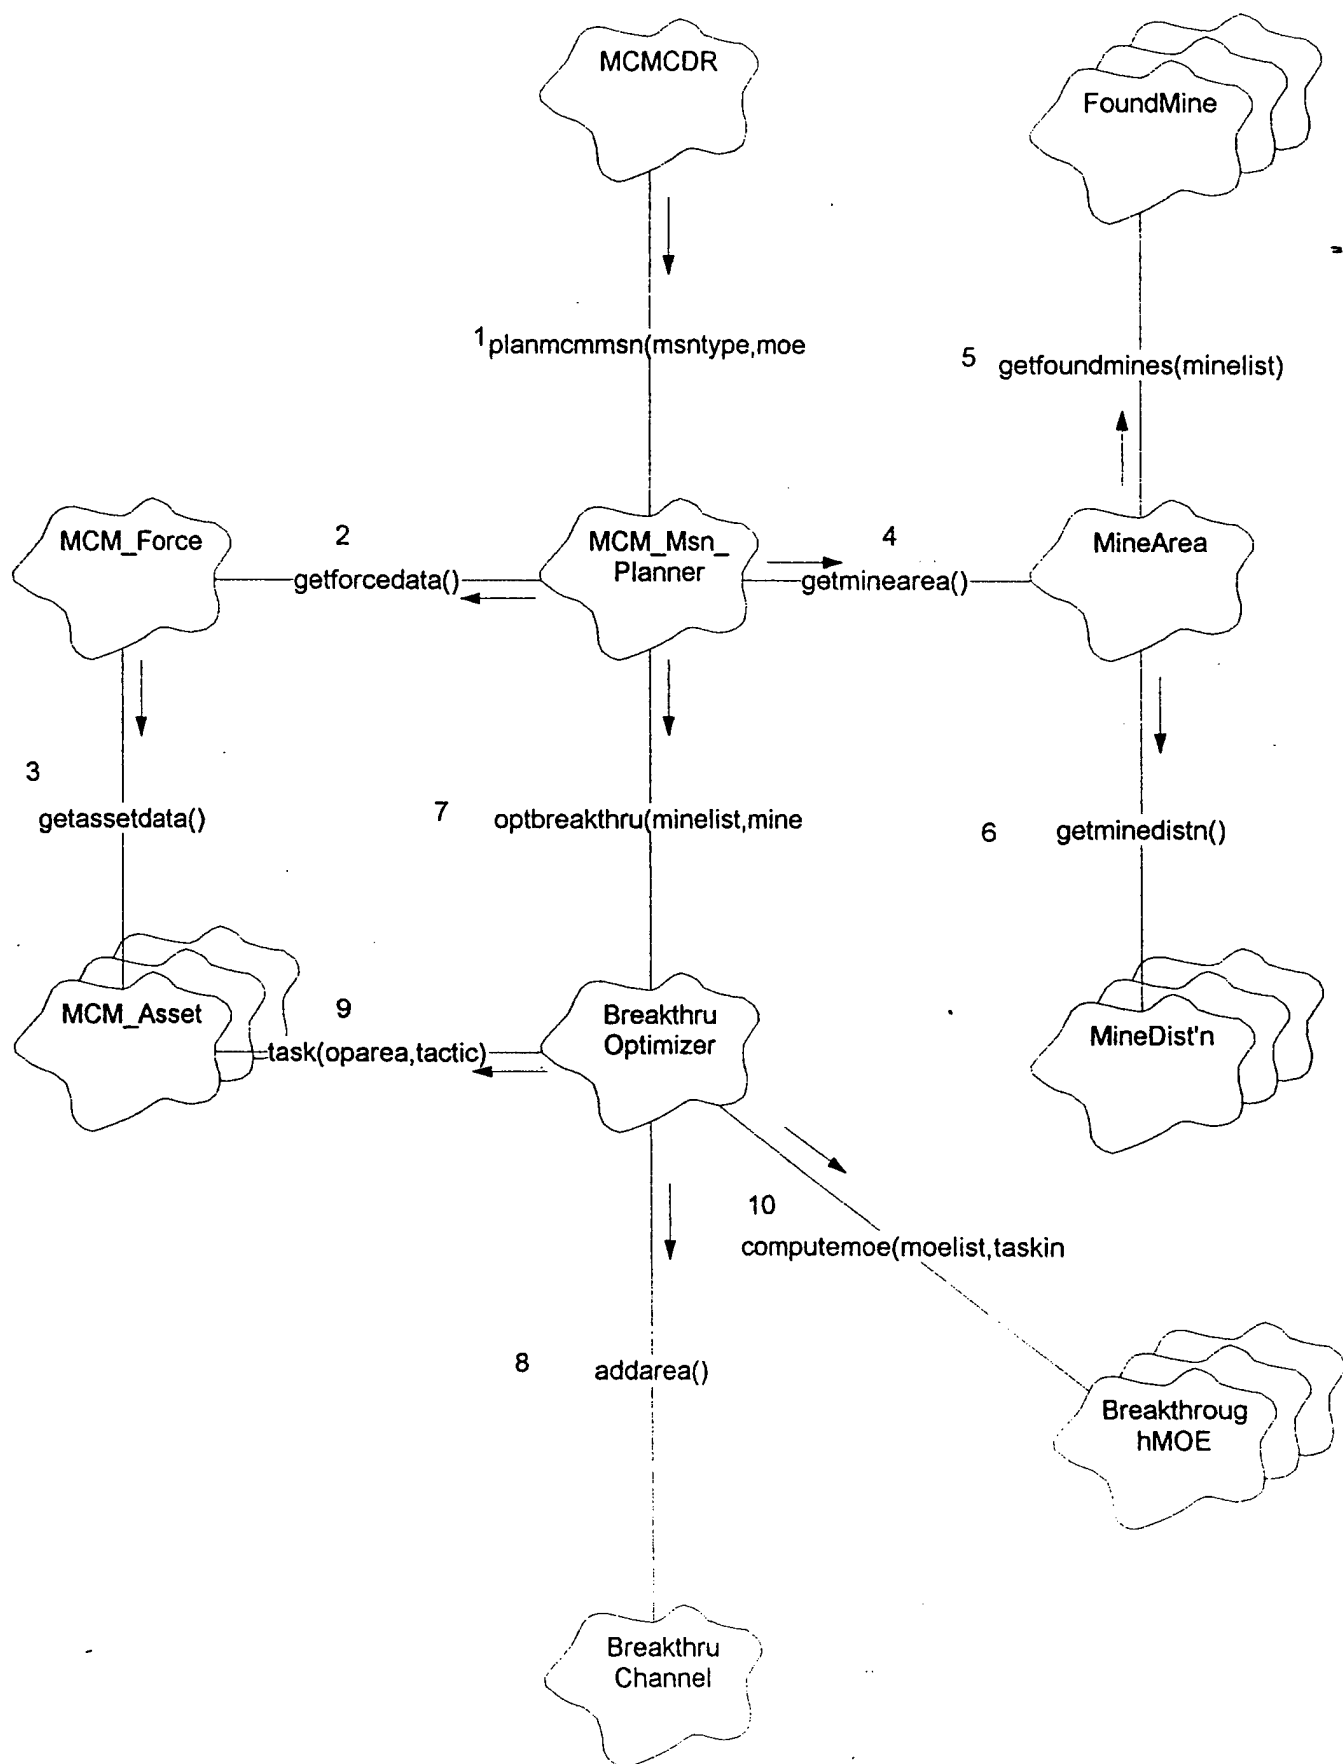 MCMCDR
FoundMine
1 planmcmmsn(msntype,moe
5 getfoundmines(minelist)
MCM_Force
2
getforcedata()
MCM_Msn_
Planner
4
getminearea()
MineArea
3
getassetdata()
7 optbreakthru(minelist,mine
6 getminedistn()
MCM_Asset
9
task(oparea,tactic)
Breakthru
Optimizer
MineDist'n
10
computemoe(moelist,taskin
8 addarea()
Breakthroug
hMOE
Breakthru
Channel